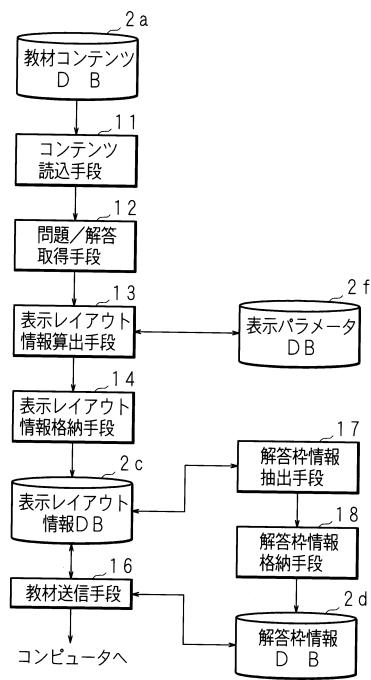 2a
教材コンテンツ
D B
11
コンテンツ
読込手段
12
問題／解答
取得手段
13
表示レイアウト
情報算出手段
2f
表示パラメータ
DB
14
表示レイアウト
情報格納手段
2c
表示レイアウト
情報DB
17
解答枠情報
抽出手段
18
解答枠情報
格納手段
16
教材送信手段
2d
解答枠情報
D B
コンピュータへ